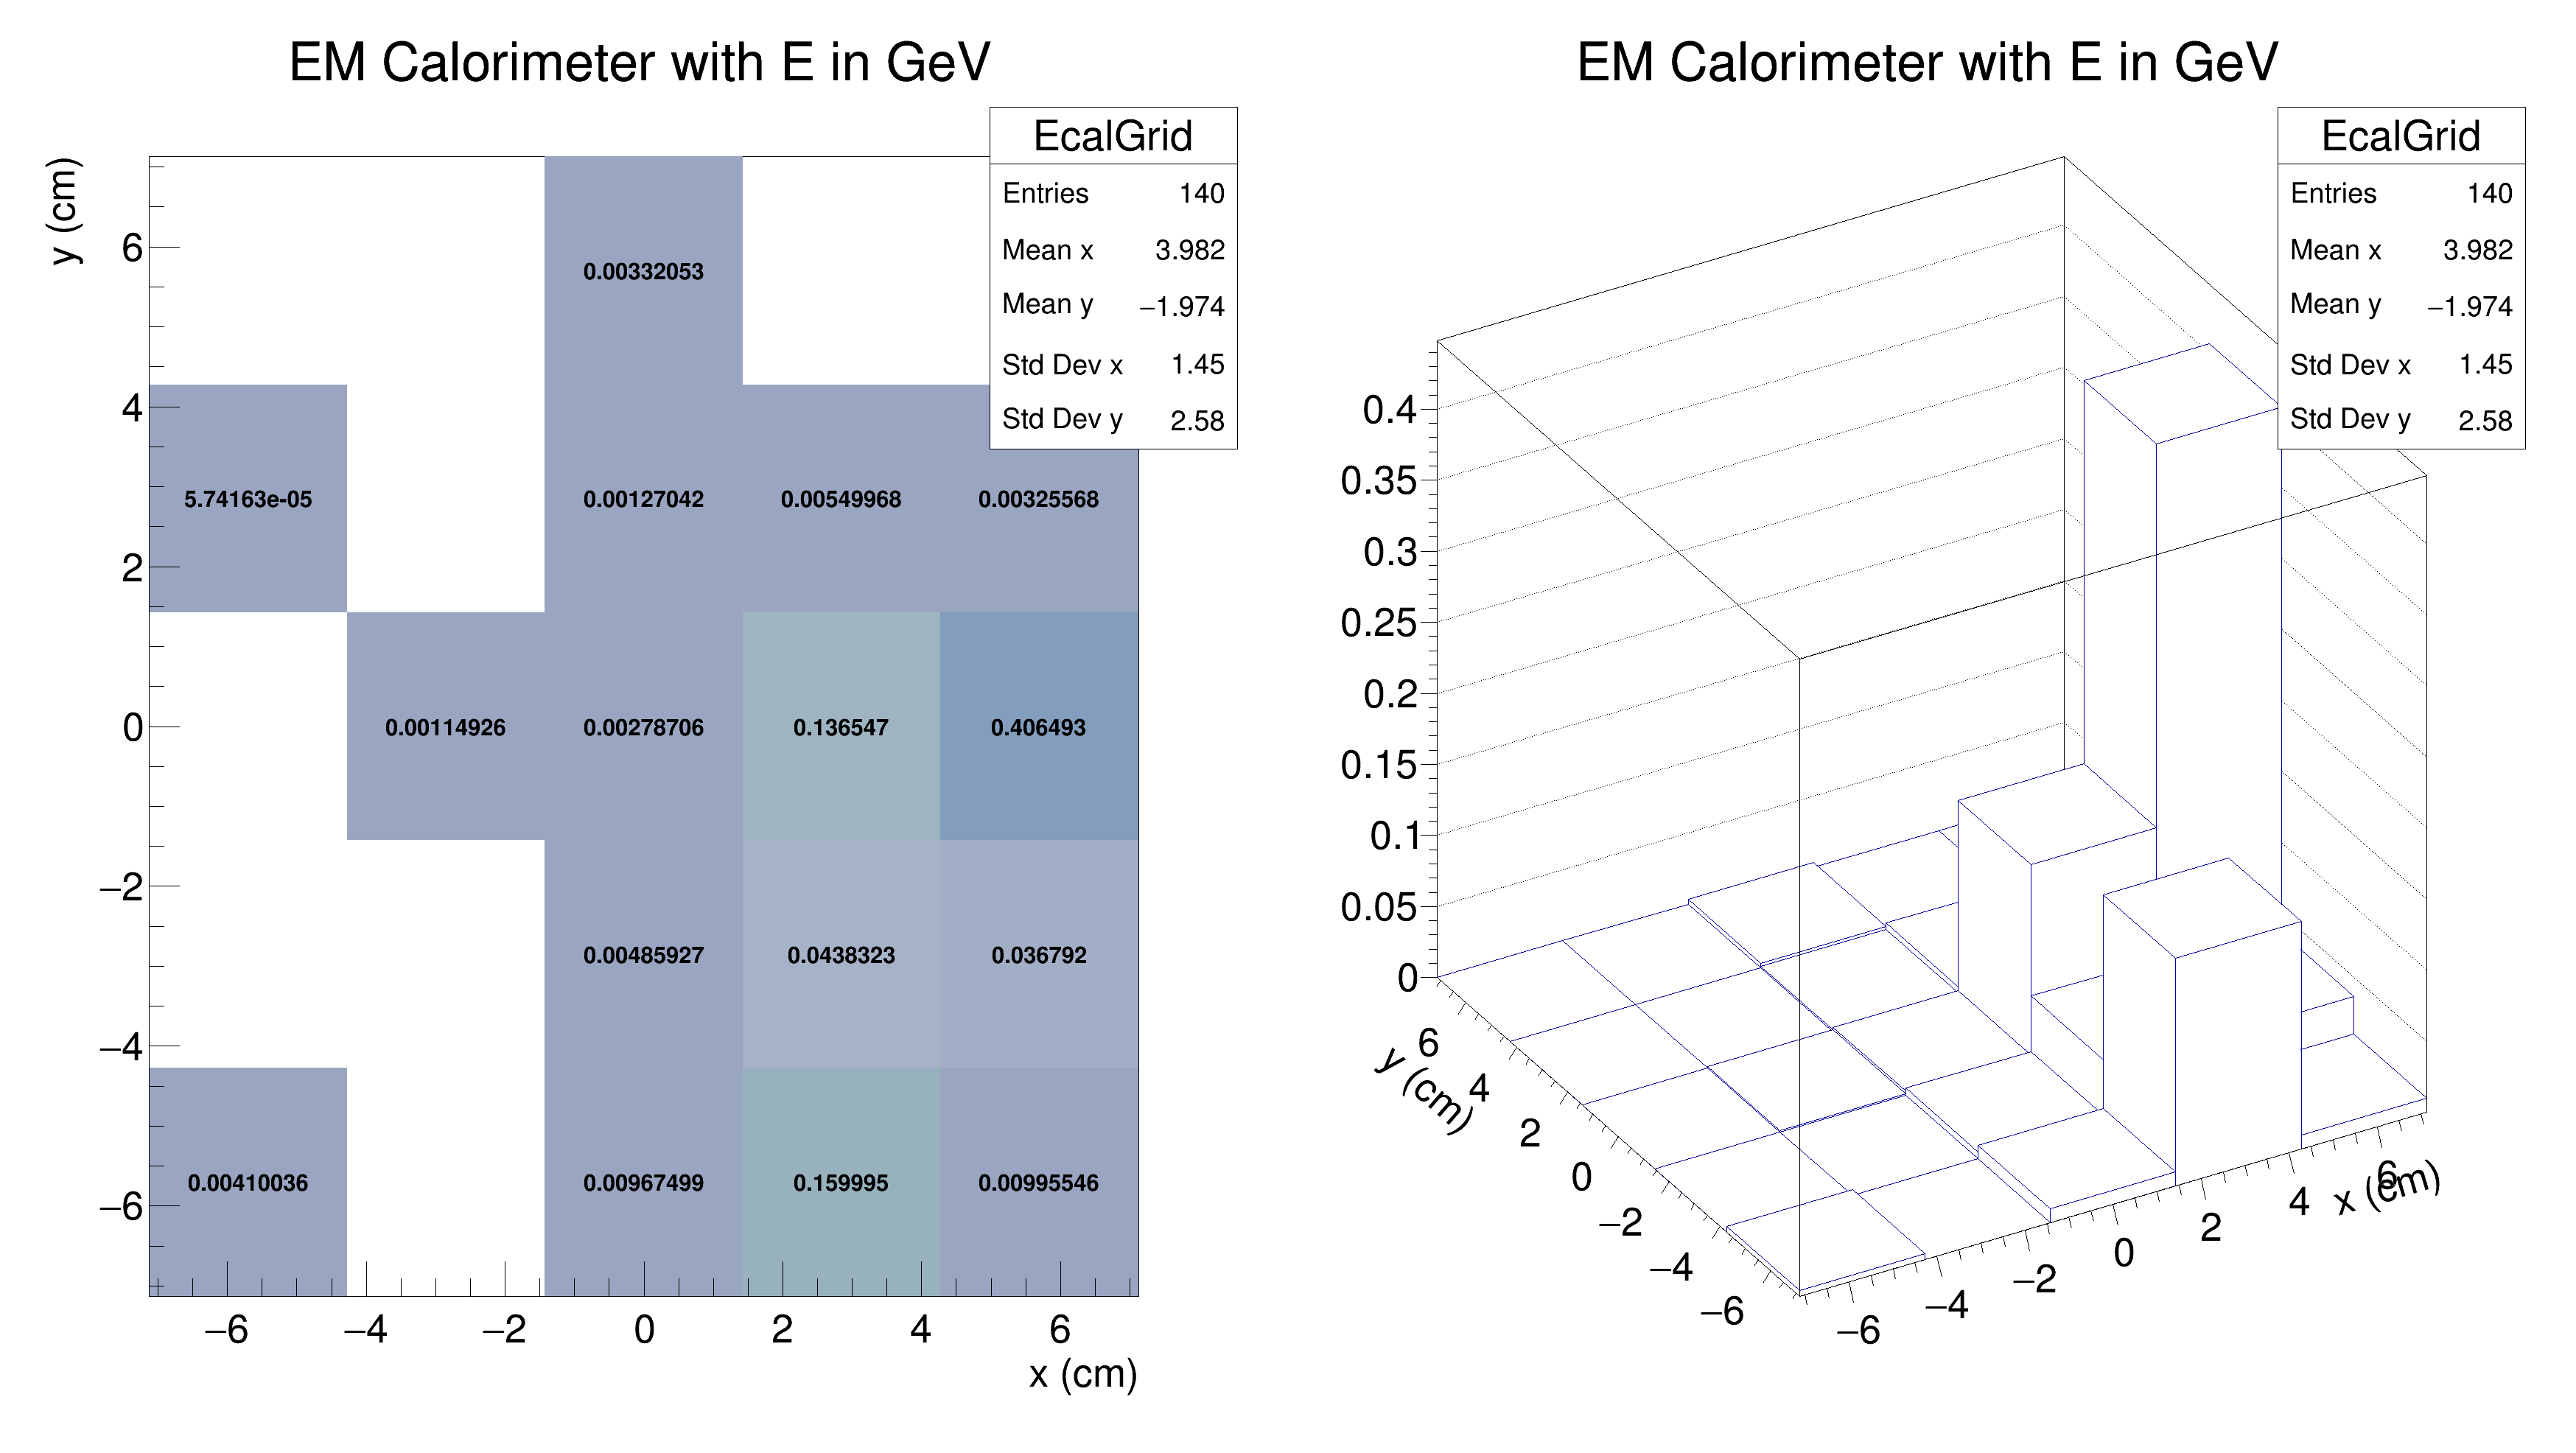 EM Calorimeter with E in GeV
EcalGrid
Entries 140
Mean x 3.982
Mean y −1.974
Std Dev x 1.45
Std Dev y 2.58
y (cm)
6
4
2
0
−2
−4
−6
0.00332053
5.74163e-05
0.00127042
0.00549968
0.00325568
0.00114926
0.00278706
0.136547
0.406493
0.00485927
0.0438323
0.036792
0.00410036
0.00967499
0.159995
0.00995546
−6 −4 −2 0 2 4 6
x (cm)
EM Calorimeter with E in GeV
EcalGrid
Entries 140
Mean x 3.982
Mean y −1.974
Std Dev x 1.45
Std Dev y 2.58
0.4
0.35
0.3
0.25
0.2
0.15
0.1
0.05
0
6
4
2
0
−2
−4
−6
y (cm)
−6
−4
−2
0
2
4
6
x (cm)